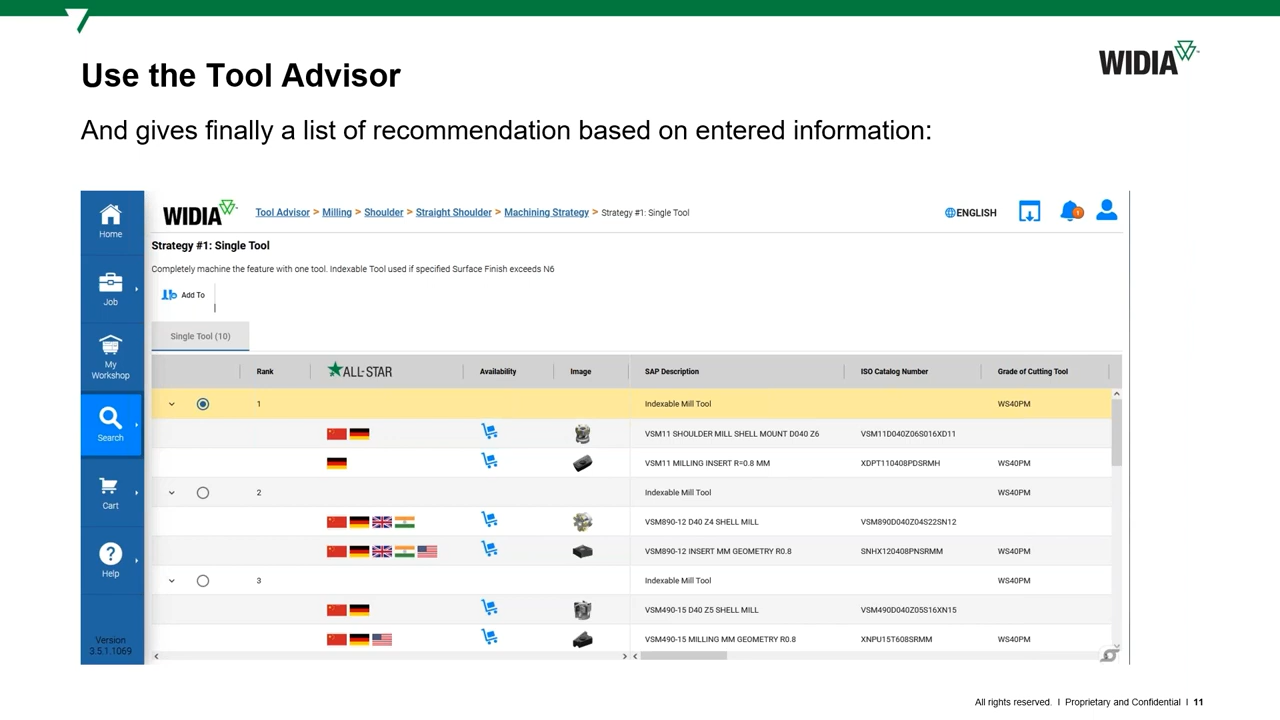 Use the Tool Advisor
WIDIA
And gives finally a list of recommendation based on entered information:
WIDIA
Tool Advisor > Milling > Shoulder > Straight Shoulder > Machining Strategy > Strategy #1: Single Tool
ENGLISH
1
Home
Strategy #1: Single Tool
Completely machine the feature with one tool. Indexable Tool used if specified Surface Finish exceeds N6
Job
Add To
My
Workshop
Single Tool (10)
Rank ALL-STAR Availability Image SAP Description ISO Catalog Number Grade of Cutting Tool
1 Indexable Mill Tool WS40PM
Search
VSM11 SHOULDER MILL SHELL MOUNT D040 Z6 VSM11D040Z06S016XD11
VSM11 MILLING INSERT R=0.8 MM XDPT110408PDSRMH WS40PM
2 Indexable Mill Tool WS40PM
Cart
VSM890-12 D40 Z4 SHELL MILL VSM890D040Z04S22SN12
VSM890-12 INSERT MM GEOMETRY R0.8 SNHX120408PNSRMM WS40PM
Help
3 Indexable Mill Tool WS40PM
VSM490-15 D40 Z5 SHELL MILL VSM490D040Z05S16XN15
VSM490-15 MILLING MM GEOMETRY R0.8 XNPU15T608SRMM WS40PM
Version
3.5.1.1069
All rights reserved. I Proprietary and Confidential I 11